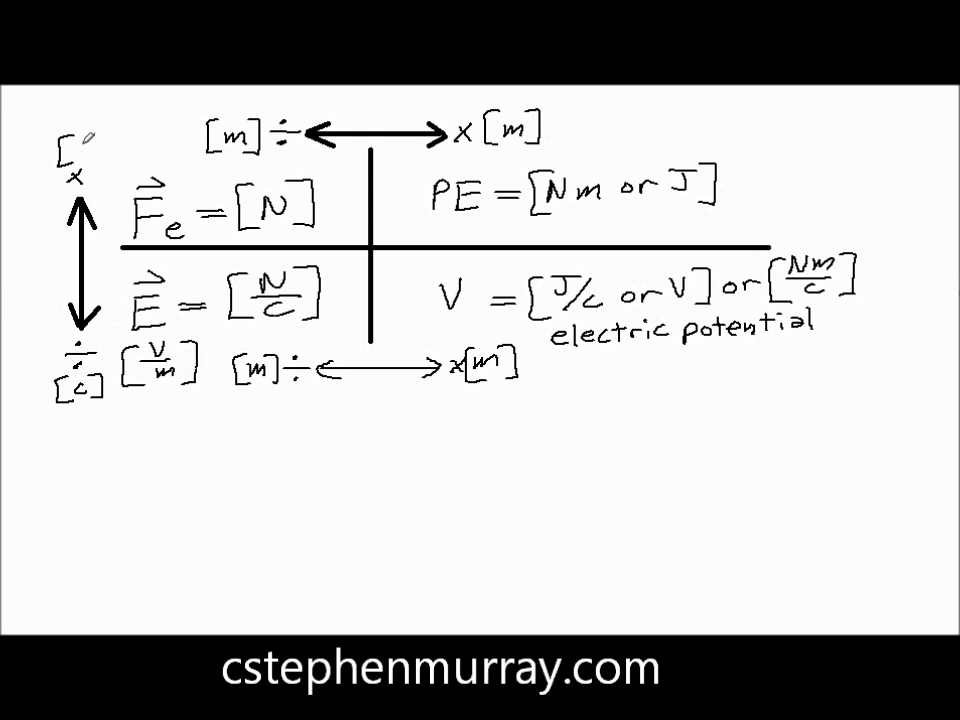 [m] ÷ x [m]
[
x
F⃗e = [N]
PE = [Nm or J]
E⃗ = [N/C]
V = [J/C or V] or [Nm/C]
electric potential
÷
[C]
[V/m]
[m] ÷ x[m]
cstephenmurray.com